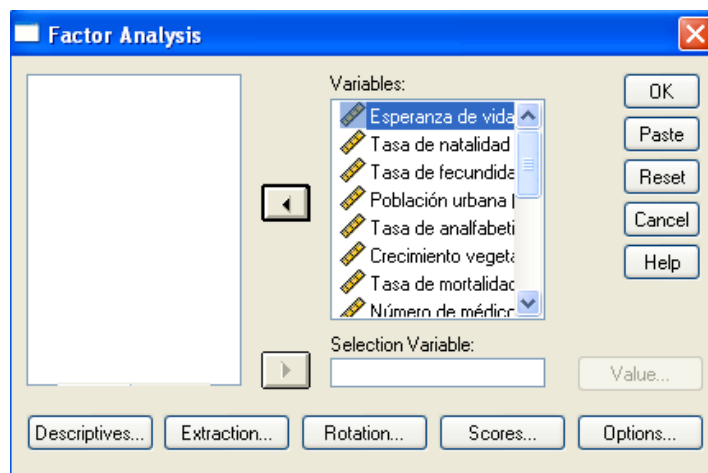 Factor Analysis
Variables:
Esperanza de vida
Tasa de natalidad
Tasa de fecundida
Población urbana
Tasa de analfabeti
Crecimiento veget
Tasa de mortalidad
Número de médico
Selection Variable:
OK
Paste
Reset
Cancel
Help
Value...
Descriptives...
Extraction...
Rotation...
Scores...
Options...